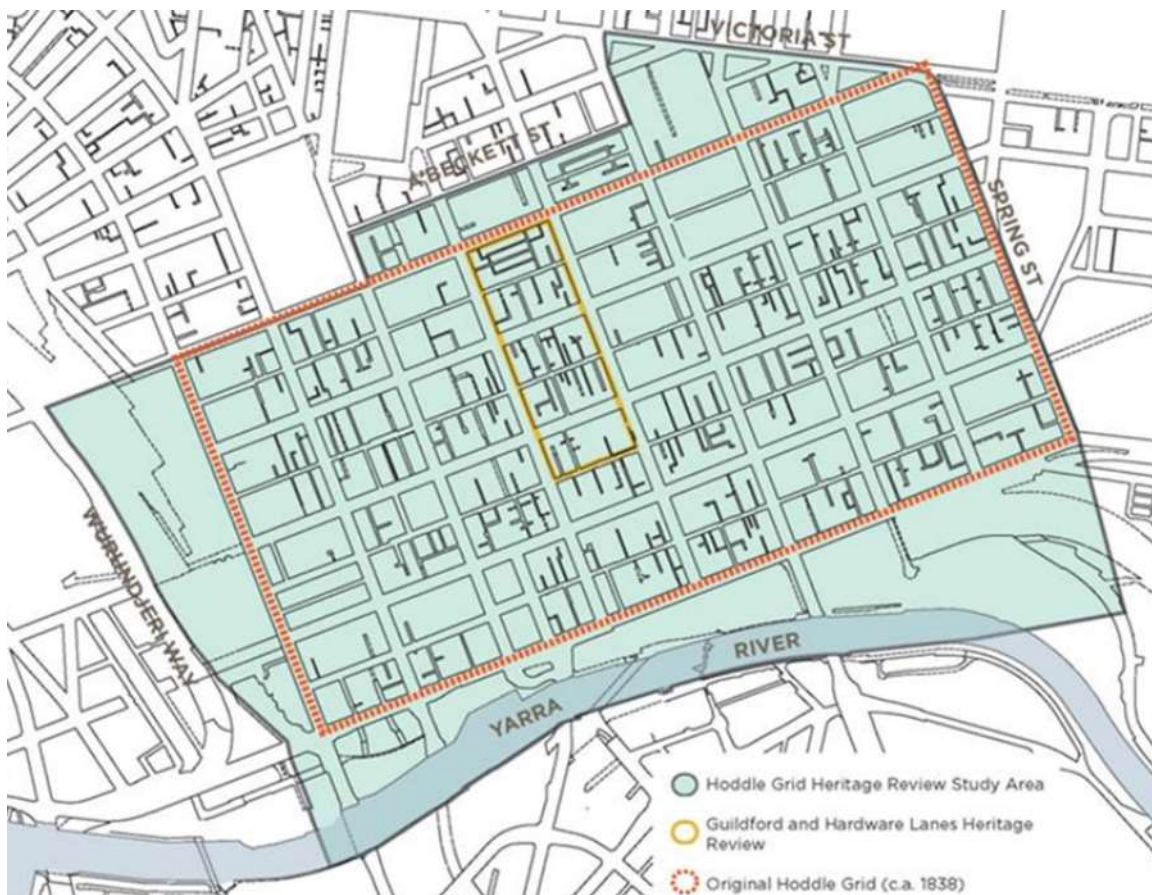 VICTORIA ST
A'BECKETT ST
SPRING ST
WURUNDJERI WAY
RIVER
YARRA
Hoddle Grid Heritage Review Study Area
Guildford and Hardware Lanes Heritage
Review
Original Hoddle Grid (c.a. 1838)